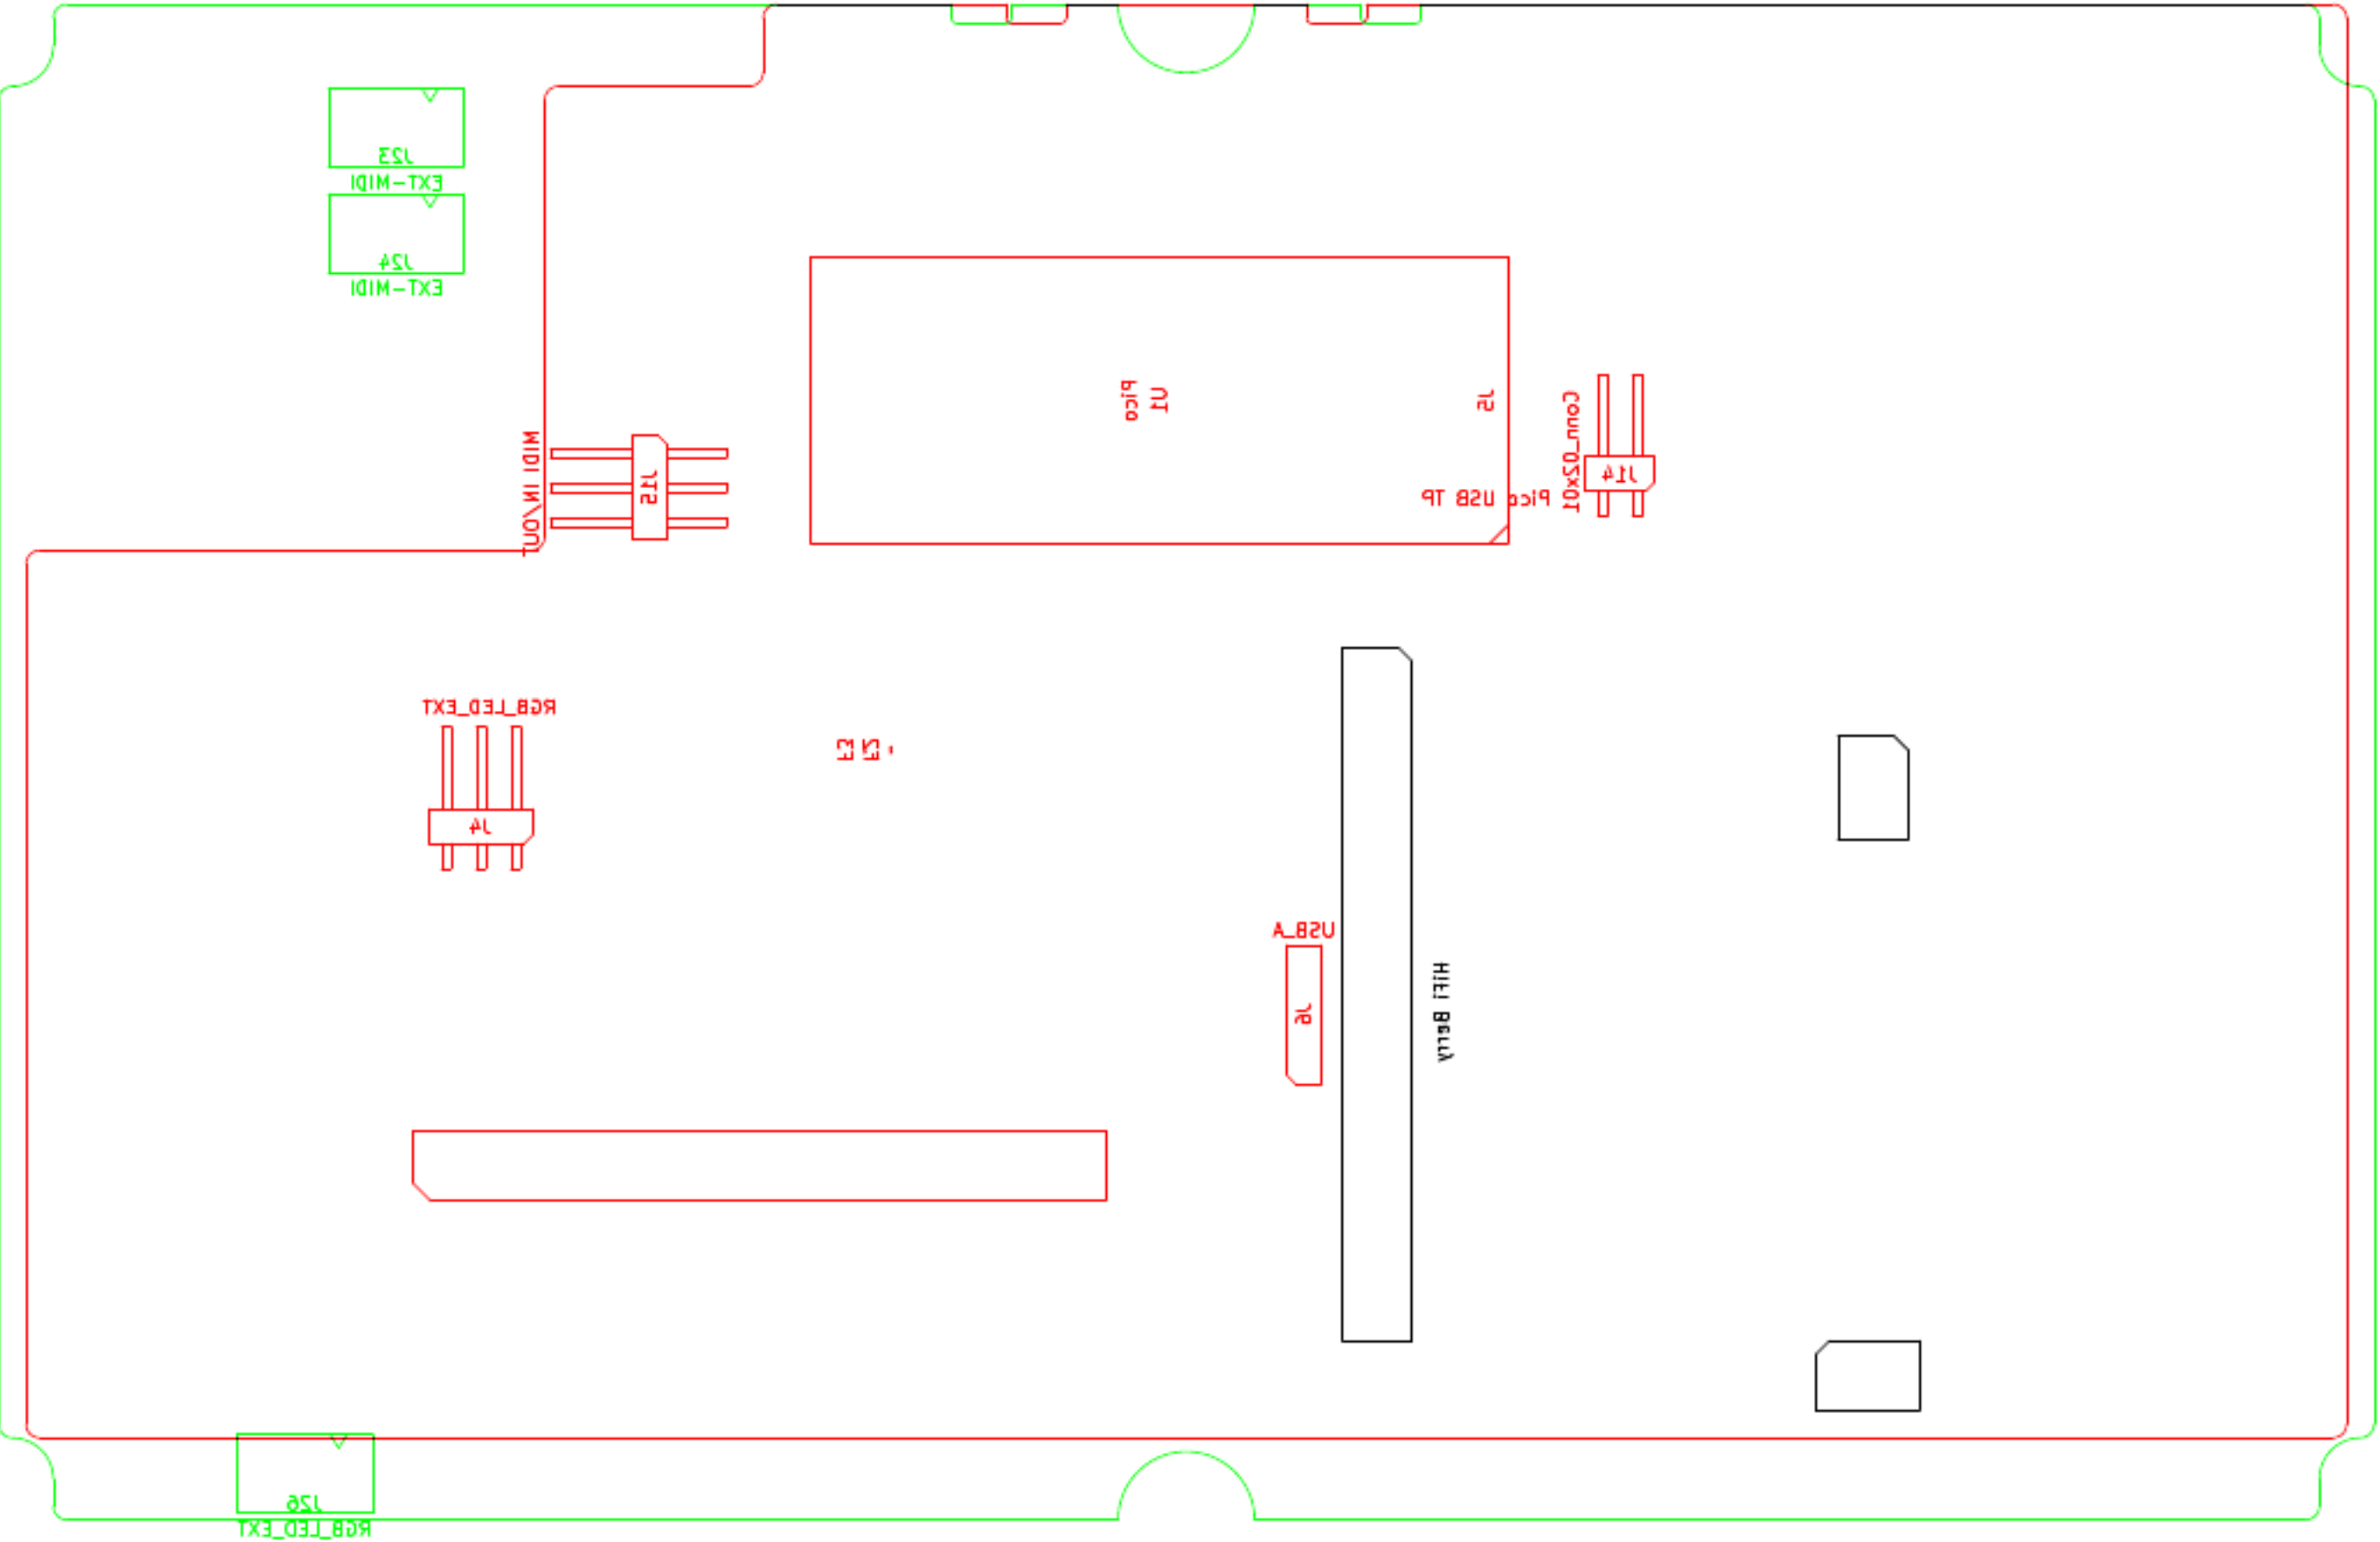 J23
EXT-MIDI
J24
EXT-MIDI
Pico
U1
J5
Conn_02x01
J14
MIDI IN/OUT
J15
Pico USB TP
RGB_LED_EXT
J4
USB_A
J6
HiFi Berry
J26
RGB_LED_EXT